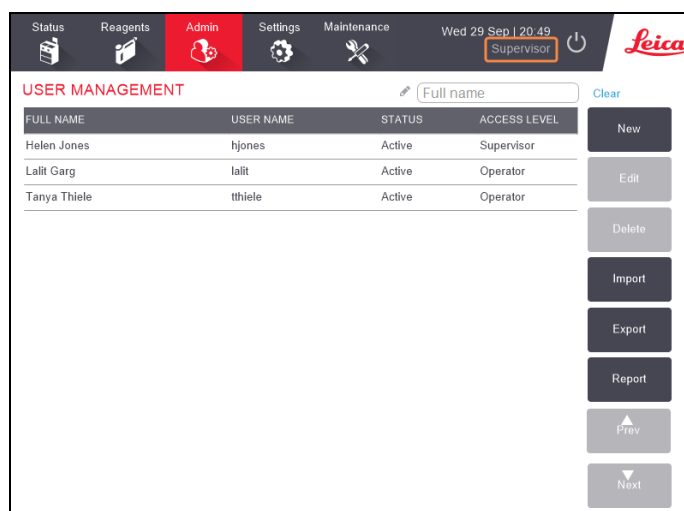 Status Reagents Admin Settings Maintenance Wed 29 Sep | 20:49
Supervisor
Leica
USER MANAGEMENT Full name Clear
FULL NAME USER NAME STATUS ACCESS LEVEL
Helen Jones hjones Active Supervisor
Lalit Garg lalit Active Operator
Tanya Thiele tthiele Active Operator
New
Edit
Delete
Import
Export
Report
Prev
Next